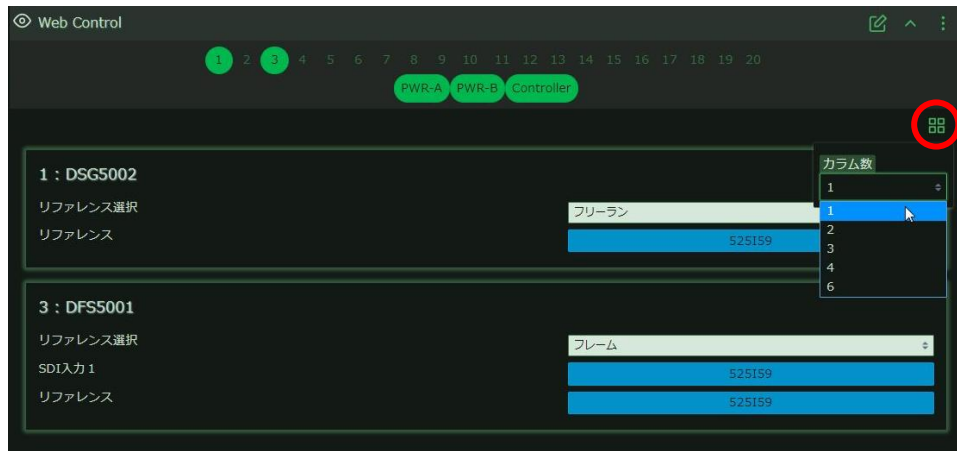 Web Control
1 2 3 4 5 6 7 8 9 10 11 12 13 14 15 16 17 18 19 20
PWR-A PWR-B Controller
カラム数
1
1
2
3
4
6
1 : DSG5002
リファレンス選択 フリーラン
リファレンス 525I59
3 : DFS5001
リファレンス選択 フレーム
SDI入力1 525I59
リファレンス 525I59